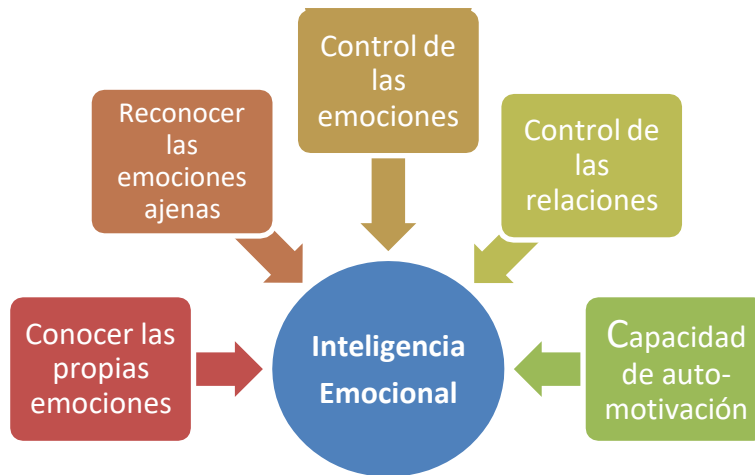 Control de
las
emociones
Reconocer
las
emociones
ajenas
Control de
las
relaciones
Conocer las
propias
emociones
Inteligencia
Emocional
Capacidad
de auto-
motivación